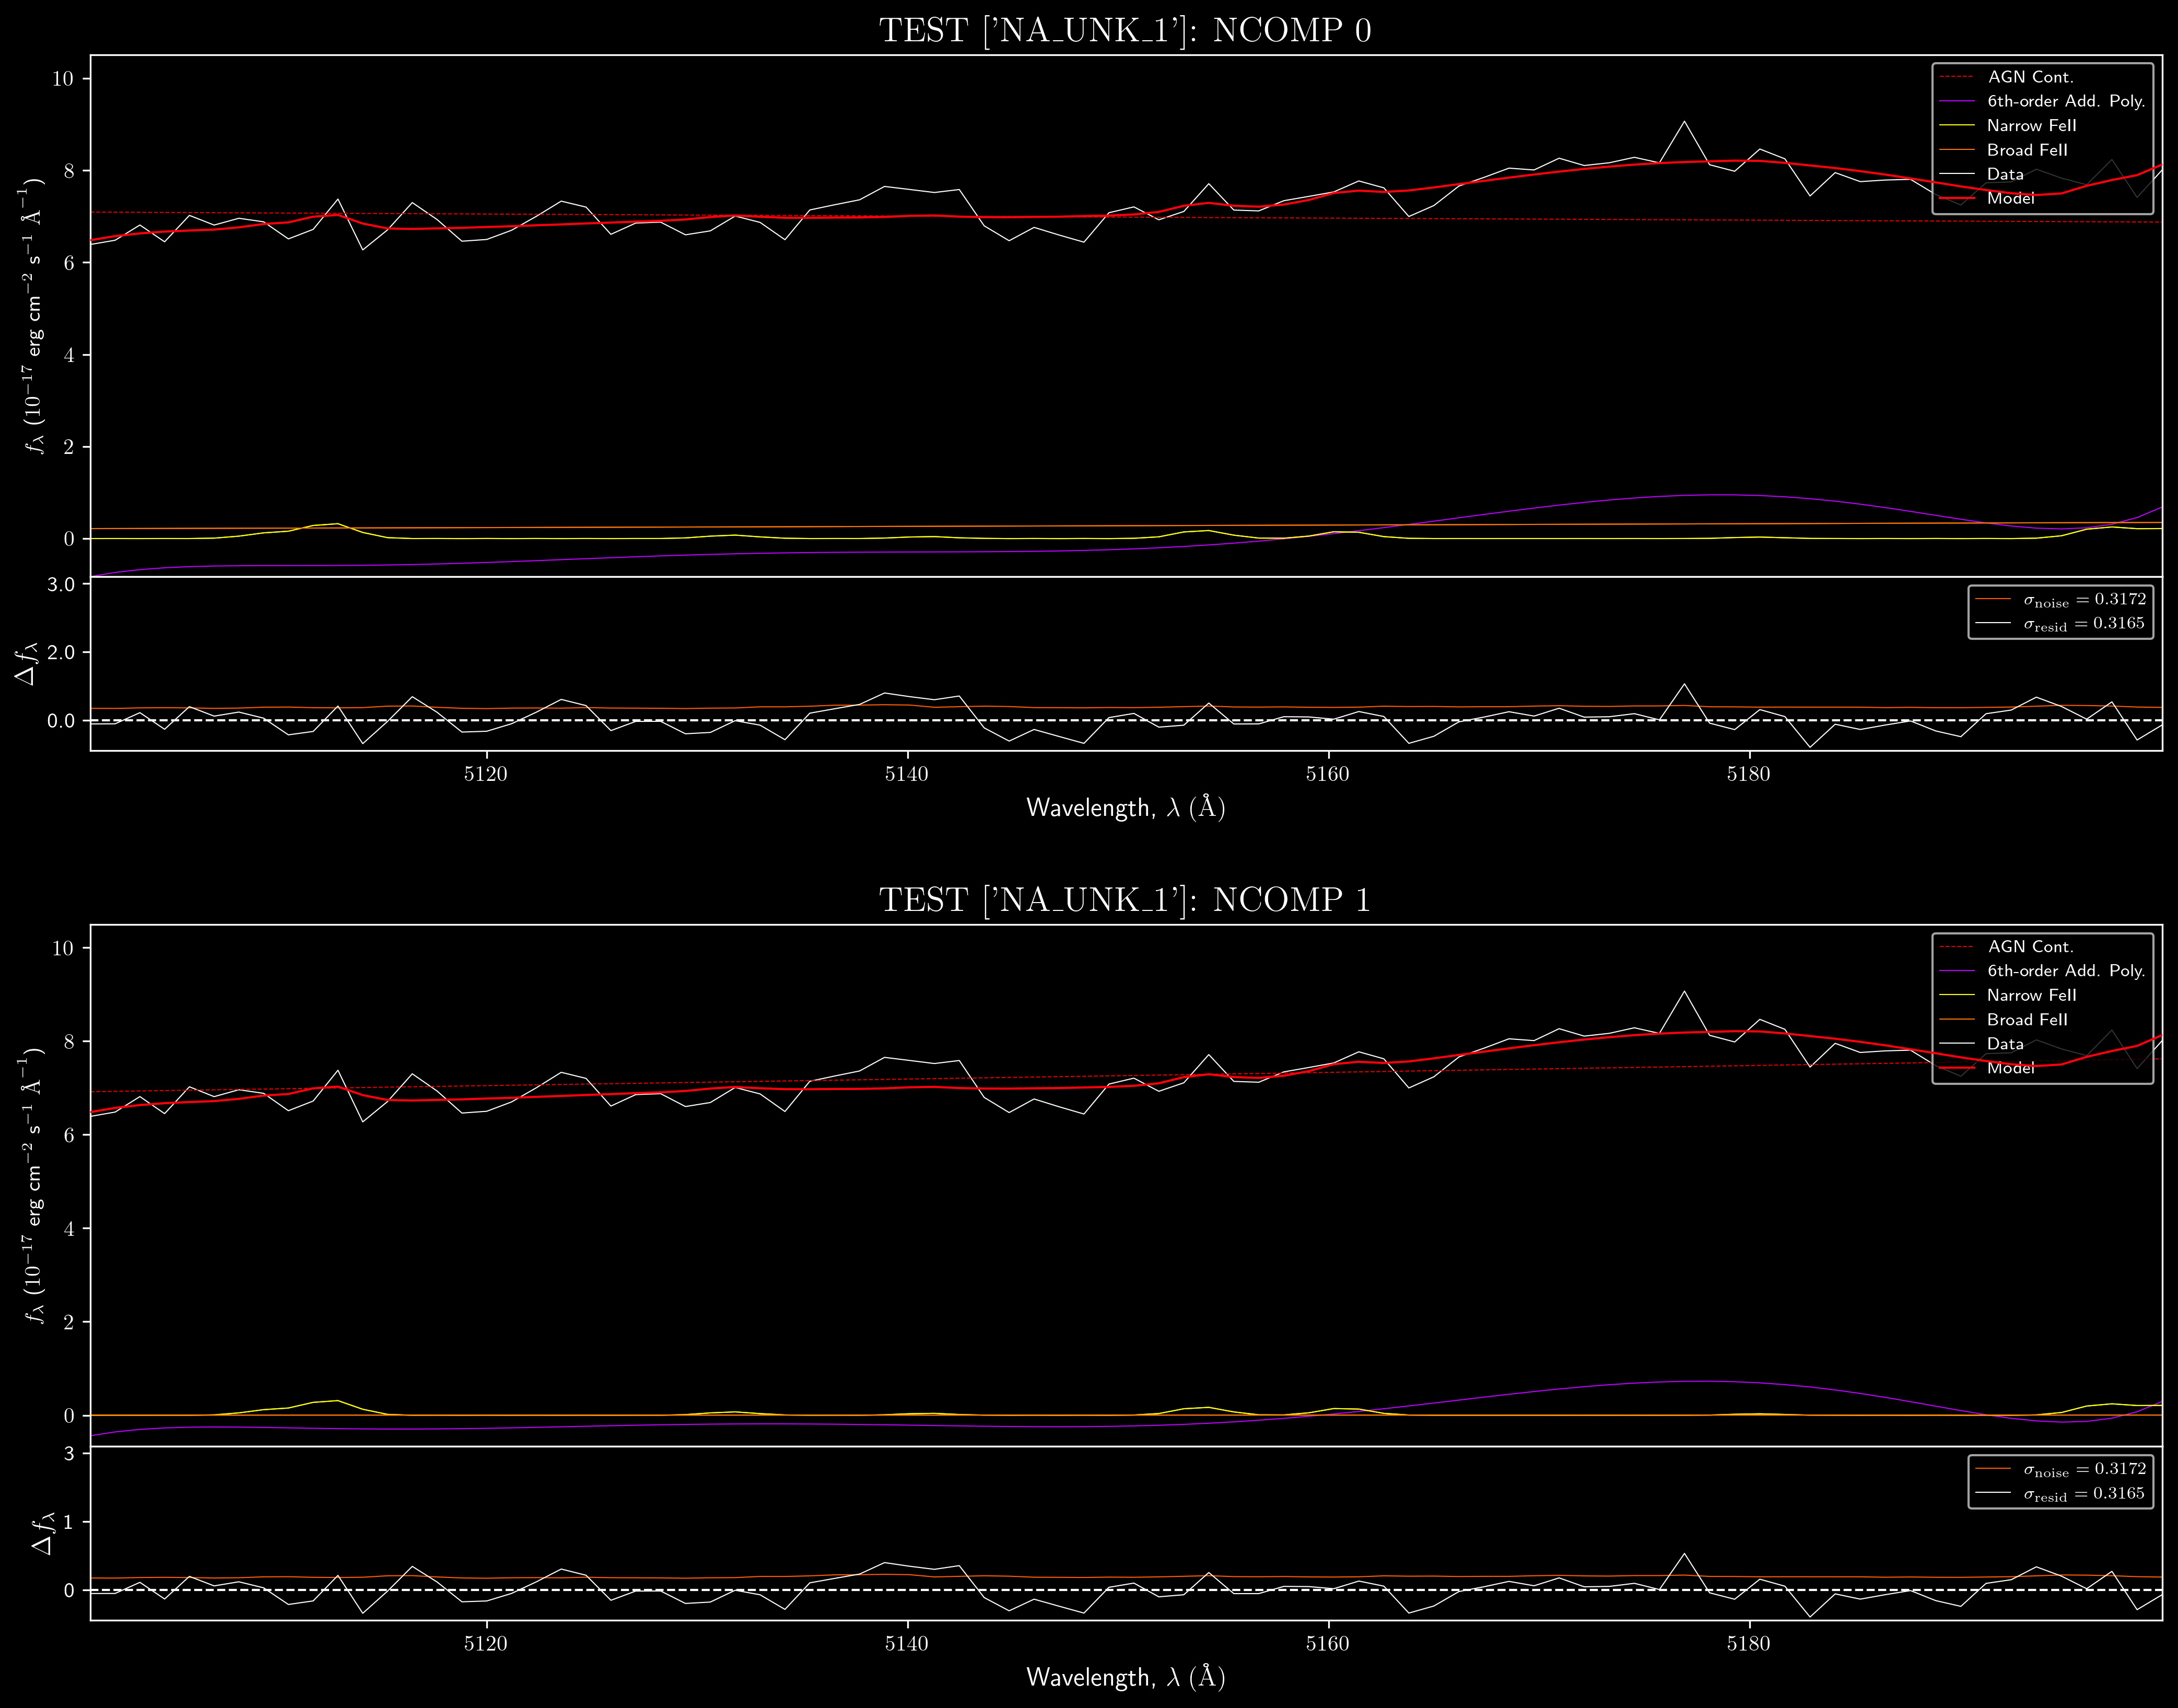 TEST ['NA_UNK_1']: NCOMP 0
10
8
6
4
2
0
f_λ (10^−17 erg cm^−2 s^−1 Å^−1)
AGN Cont.
6th-order Add. Poly.
Narrow FeII
Broad FeII
Data
Model
3.0
2.0
0.0
Δf_λ
σ_noise = 0.3172
σ_resid = 0.3165
5120 5140 5160 5180
Wavelength, λ (Å)
TEST ['NA_UNK_1']: NCOMP 1
10
8
6
4
2
0
f_λ (10^−17 erg cm^−2 s^−1 Å^−1)
AGN Cont.
6th-order Add. Poly.
Narrow FeII
Broad FeII
Data
Model
3
1
0
Δf_λ
σ_noise = 0.3172
σ_resid = 0.3165
5120 5140 5160 5180
Wavelength, λ (Å)